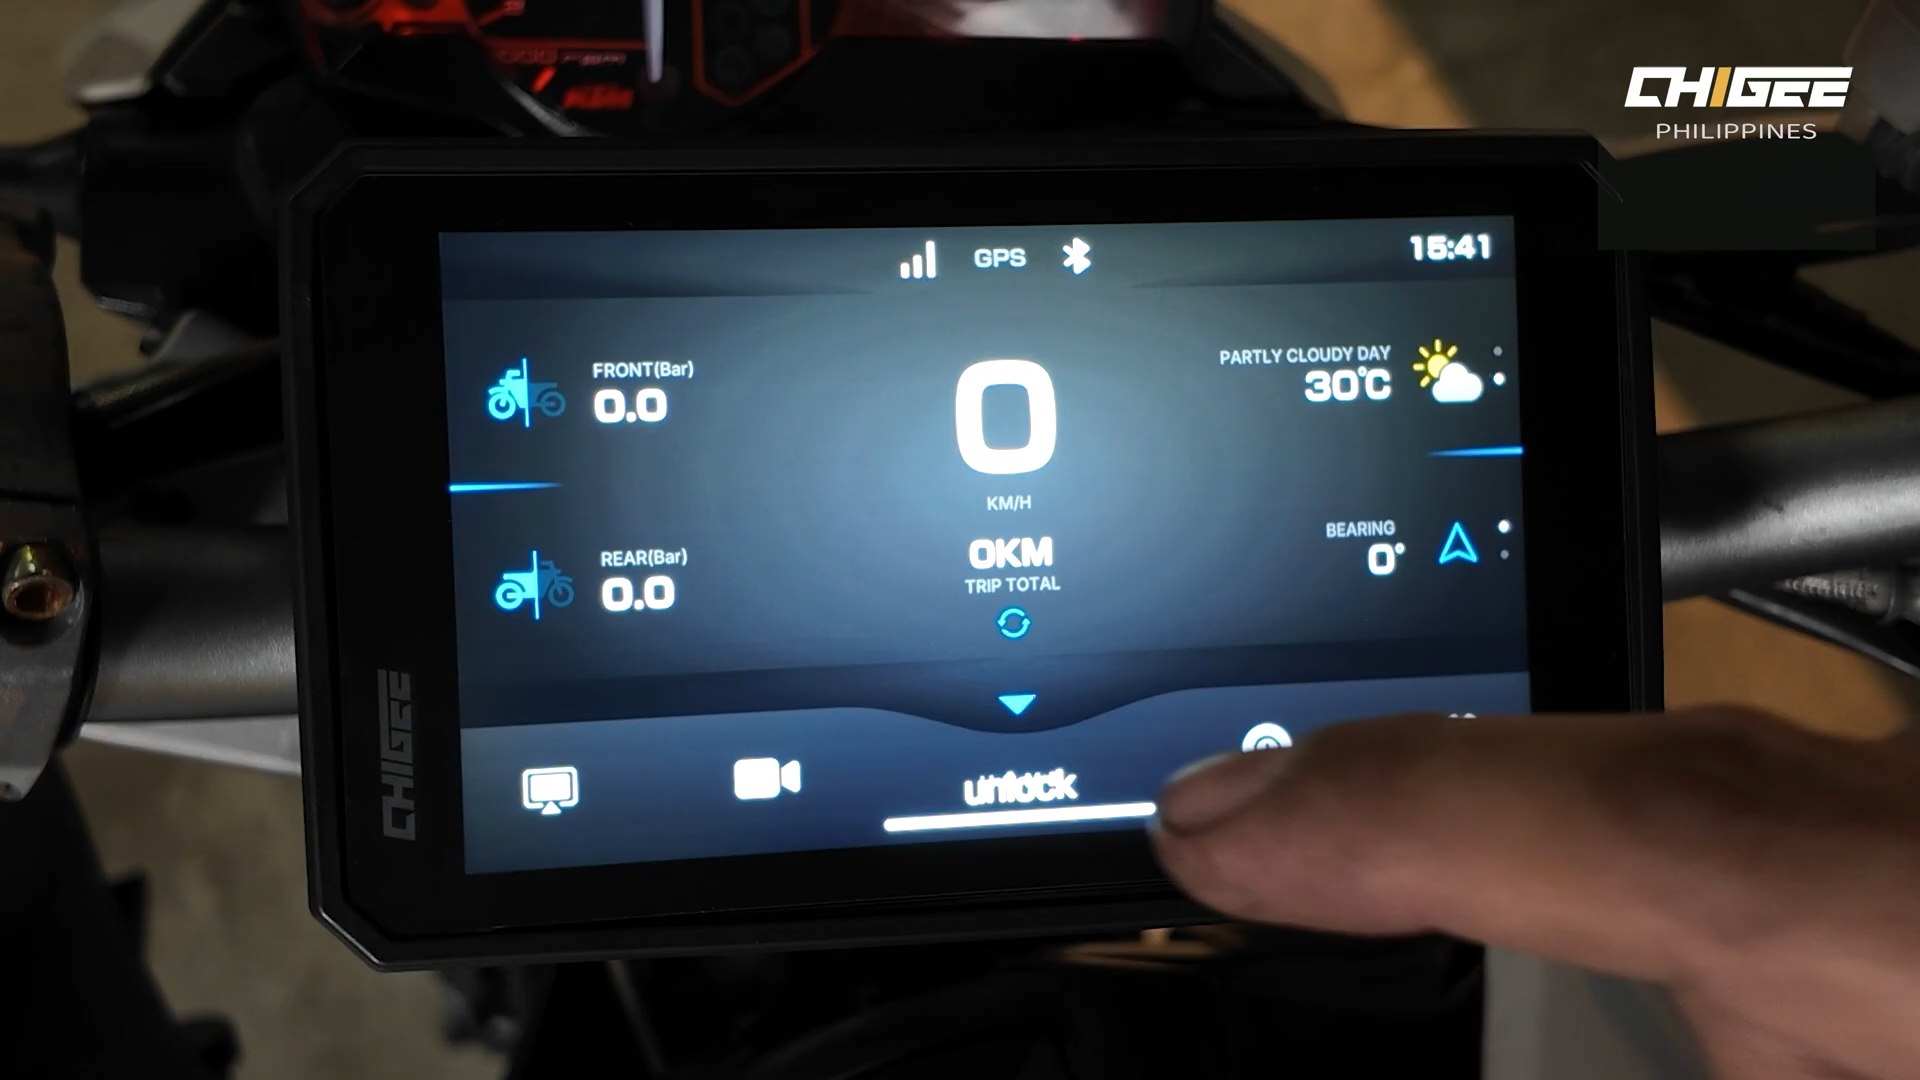 CHIGEE
PHILIPPINES
KTM
GPS
15:41
FRONT(Bar)
0.0
0
KM/H
PARTLY CLOUDY DAY
30°C
REAR(Bar)
0.0
0KM
TRIP TOTAL
BEARING
0°
unlock
CHIGEE